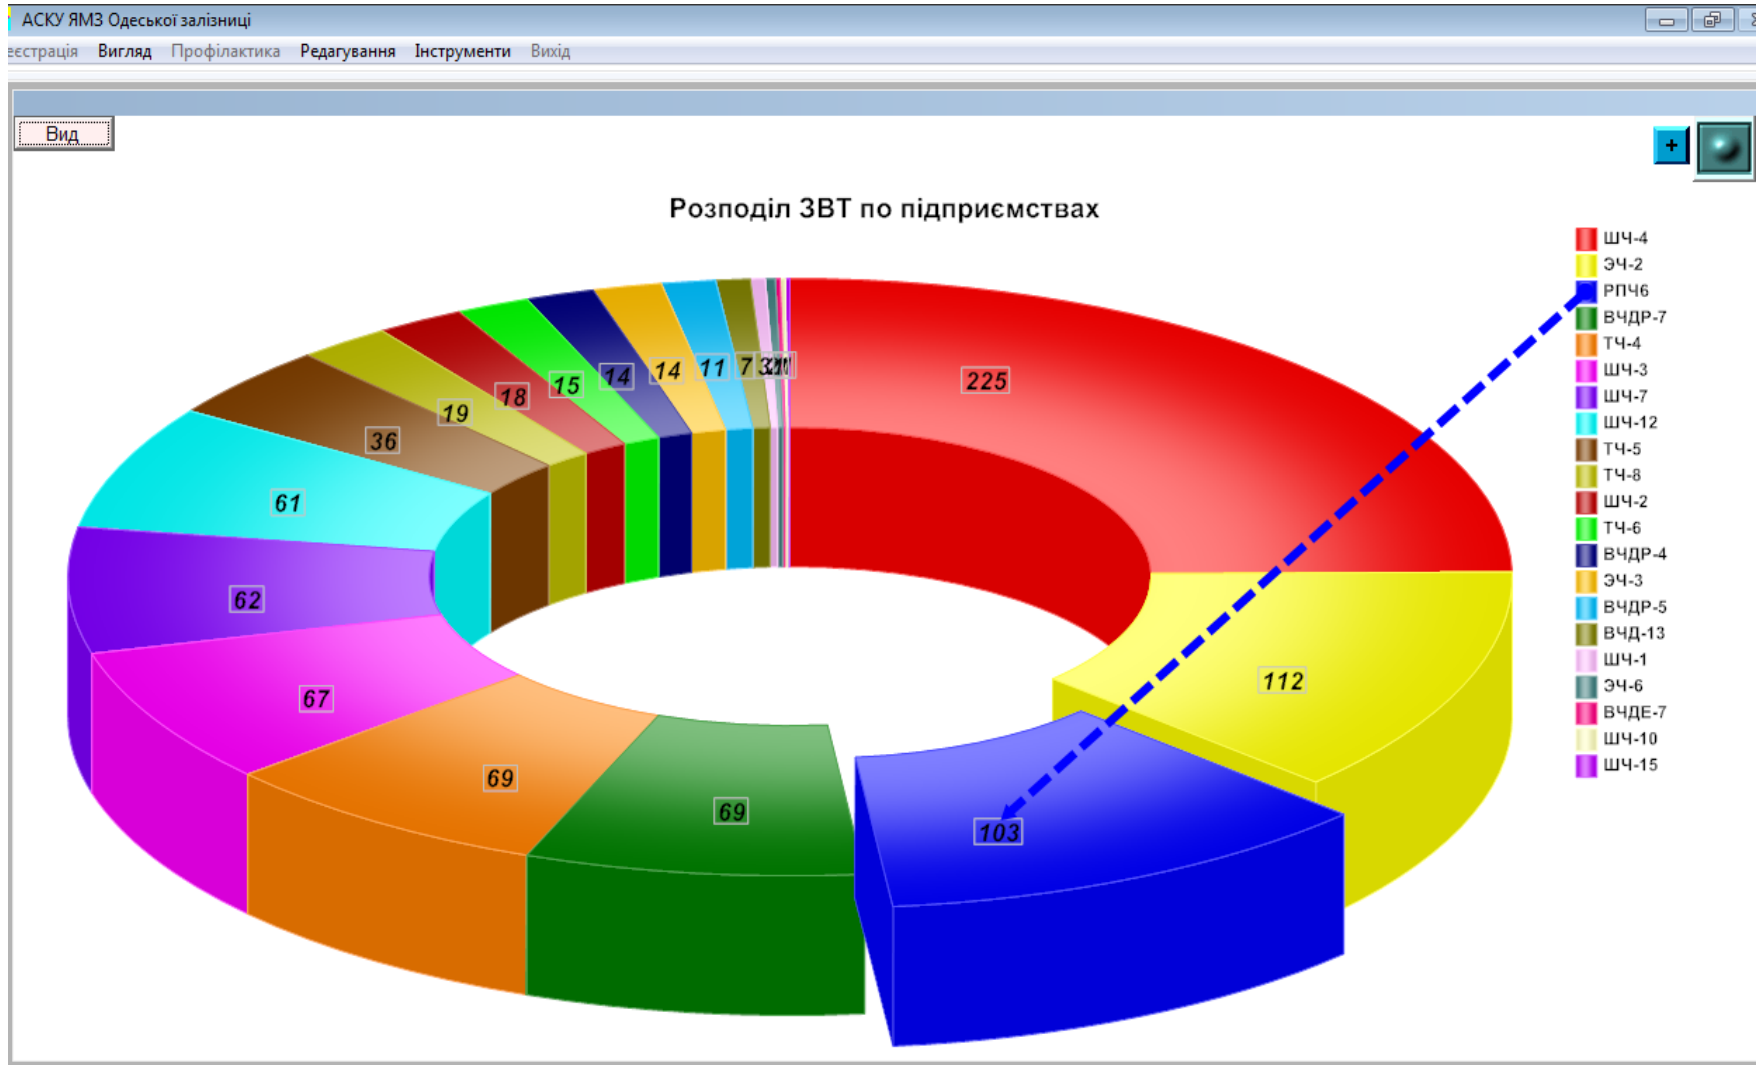 АСКУ ЯМЗ Одеської залізниці
еєстрація Вигляд Профілактика Редагування Інструменти Вихід
Вид
+
Розподіл ЗВТ по підприємствах
ШЧ-4
ЭЧ-2
РПЧ6
ВЧДР-7
ТЧ-4
ШЧ-3
ШЧ-7
ШЧ-12
ТЧ-5
ТЧ-8
ШЧ-2
ТЧ-6
ВЧДР-4
ЭЧ-3
ВЧДР-5
ВЧД-13
ШЧ-1
ЭЧ-6
ВЧДЕ-7
ШЧ-10
ШЧ-15
225
112
103
69
69
67
62
61
36
19
18
15
14
14
11
7
3